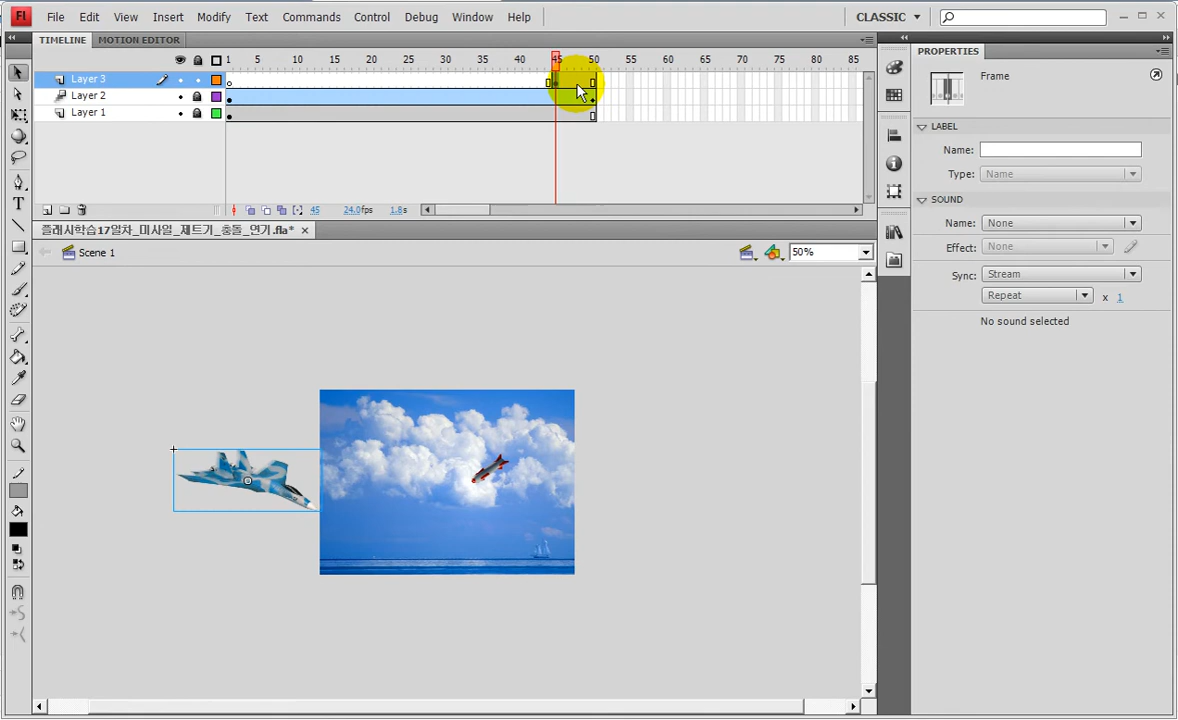 Fl File Edit View Insert Modify Text Commands Control Debug Window Help CLASSIC
TIMELINE MOTION EDITOR
1 5 10 15 20 25 30 35 40 45 50 55 60 65 70 75 80 85
Layer 3
Layer 2
Layer 1
45 24.0fps 1.8s
플래시학습17일차_미사일_제트기_충돌_연기.fla*
Scene 1 50%
PROPERTIES
Frame
LABEL
Name:
Type: Name
SOUND
Name: None
Effect: None
Sync: Stream
Repeat x 1
No sound selected